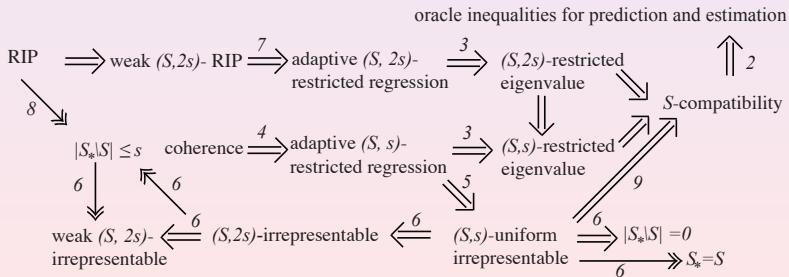 oracle inequalities for prediction and estimation
RIP weak (S,2s)- RIP 7 adaptive (S, 2s)- 3 (S,2s)-restricted 2
restricted regression eigenvalue
8 S-compatibility
|S*\S| ≤ s coherence 4 adaptive (S, s)- 3 (S,s)-restricted
restricted regression eigenvalue
6 6 5 9
weak (S, 2s)- 6 (S,2s)-irrepresentable 6 (S,s)-uniform 6 |S*\S| =0
irrepresentable irrepresentable 6 S*=S